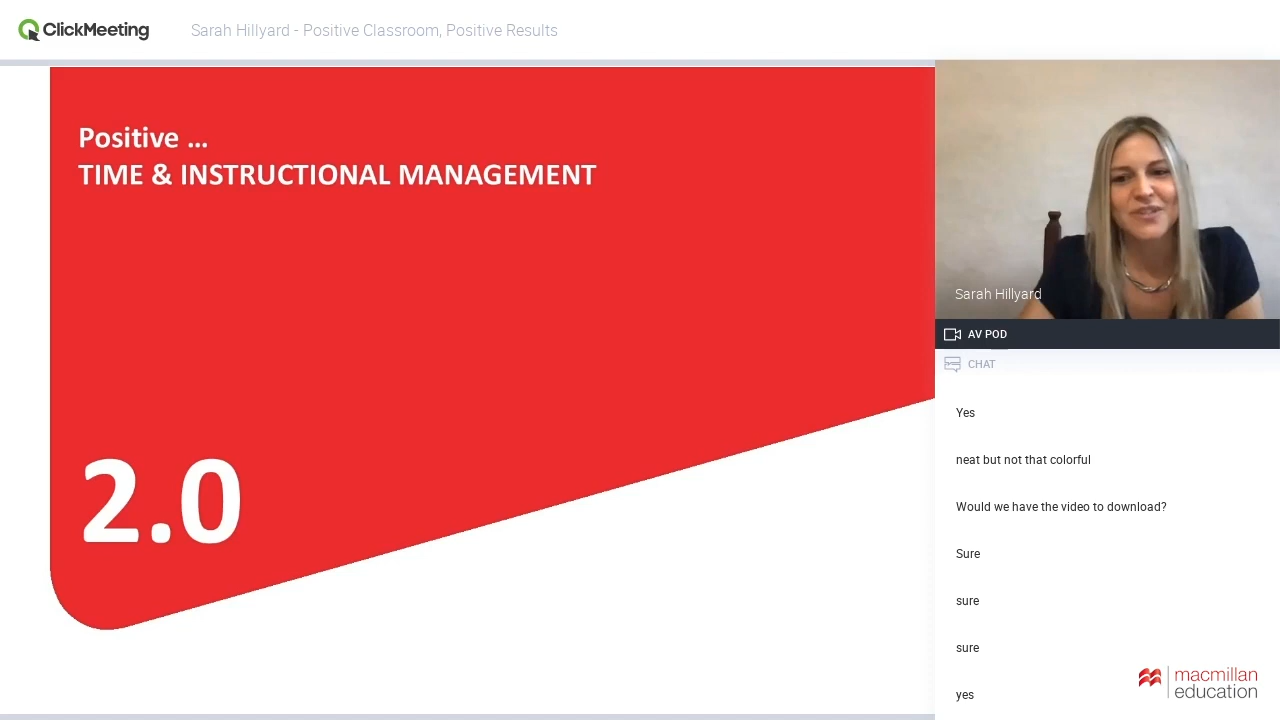 ClickMeeting
Sarah Hillyard - Positive Classroom, Positive Results
Positive ...
TIME & INSTRUCTIONAL MANAGEMENT
2.0
Sarah Hillyard
AV POD
CHAT
Yes
neat but not that colorful
Would we have the video to download?
Sure
sure
sure
yes
macmillan
education